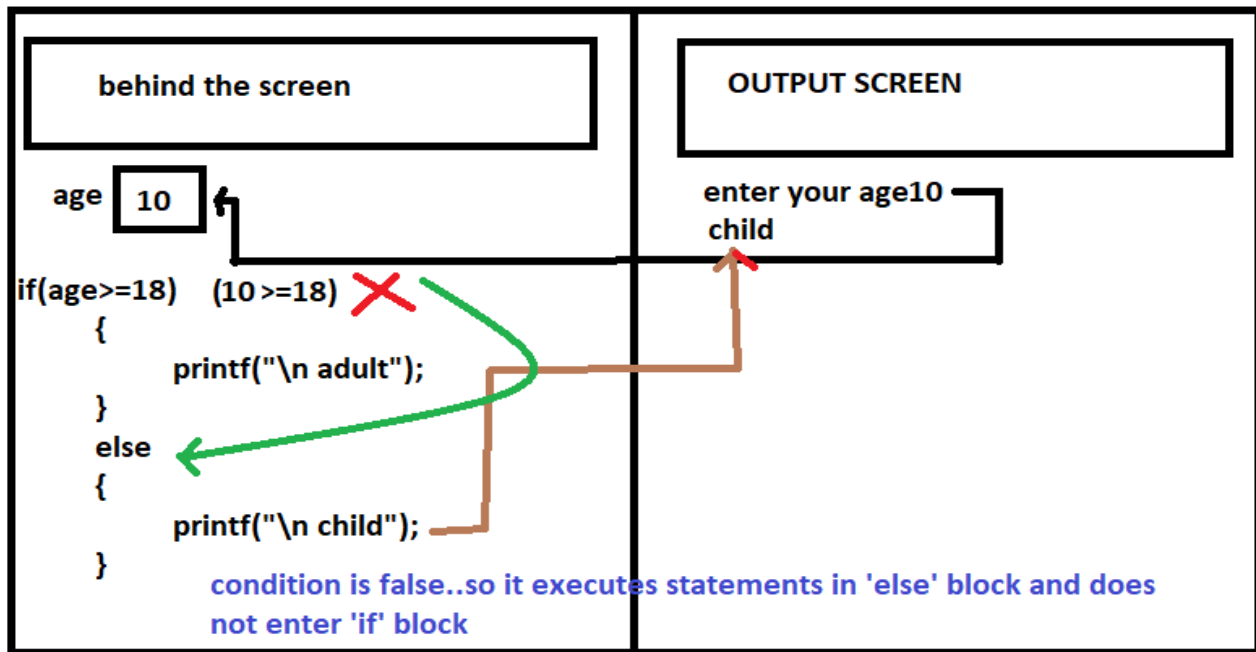 behind the screen
OUTPUT SCREEN
age 10
enter your age10
child
if(age>=18) (10 >=18)
{
printf("\n adult");
}
else
{
printf("\n child");
}
condition is false..so it executes statements in 'else' block and does
not enter 'if' block